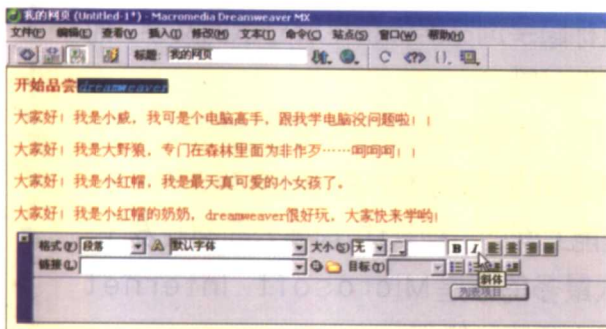 我的网页 (Untitled-1*) - Macromedia Dreamweaver MX
文件(F) 编辑(E) 查看(V) 插入(I) 修改(M) 文本(T) 命令(C) 站点(S) 窗口(W) 帮助(H)
标题: 我的网页
开始品尝dreamweaver
大家好！我是小威，我可是个电脑高手，跟我学电脑没问题啦！！
大家好！我是大野狼，专门在森林里面为非作歹……呵呵呵！！
大家好！我是小红帽，我是最天真可爱的小女孩了。
大家好！我是小红帽的奶奶，dreamweaver很好玩，大家快来学哟！
格式(F) 段落 默认字体 大小(S) 无 B I
链接(L) 目标(R)
斜体
列表项目